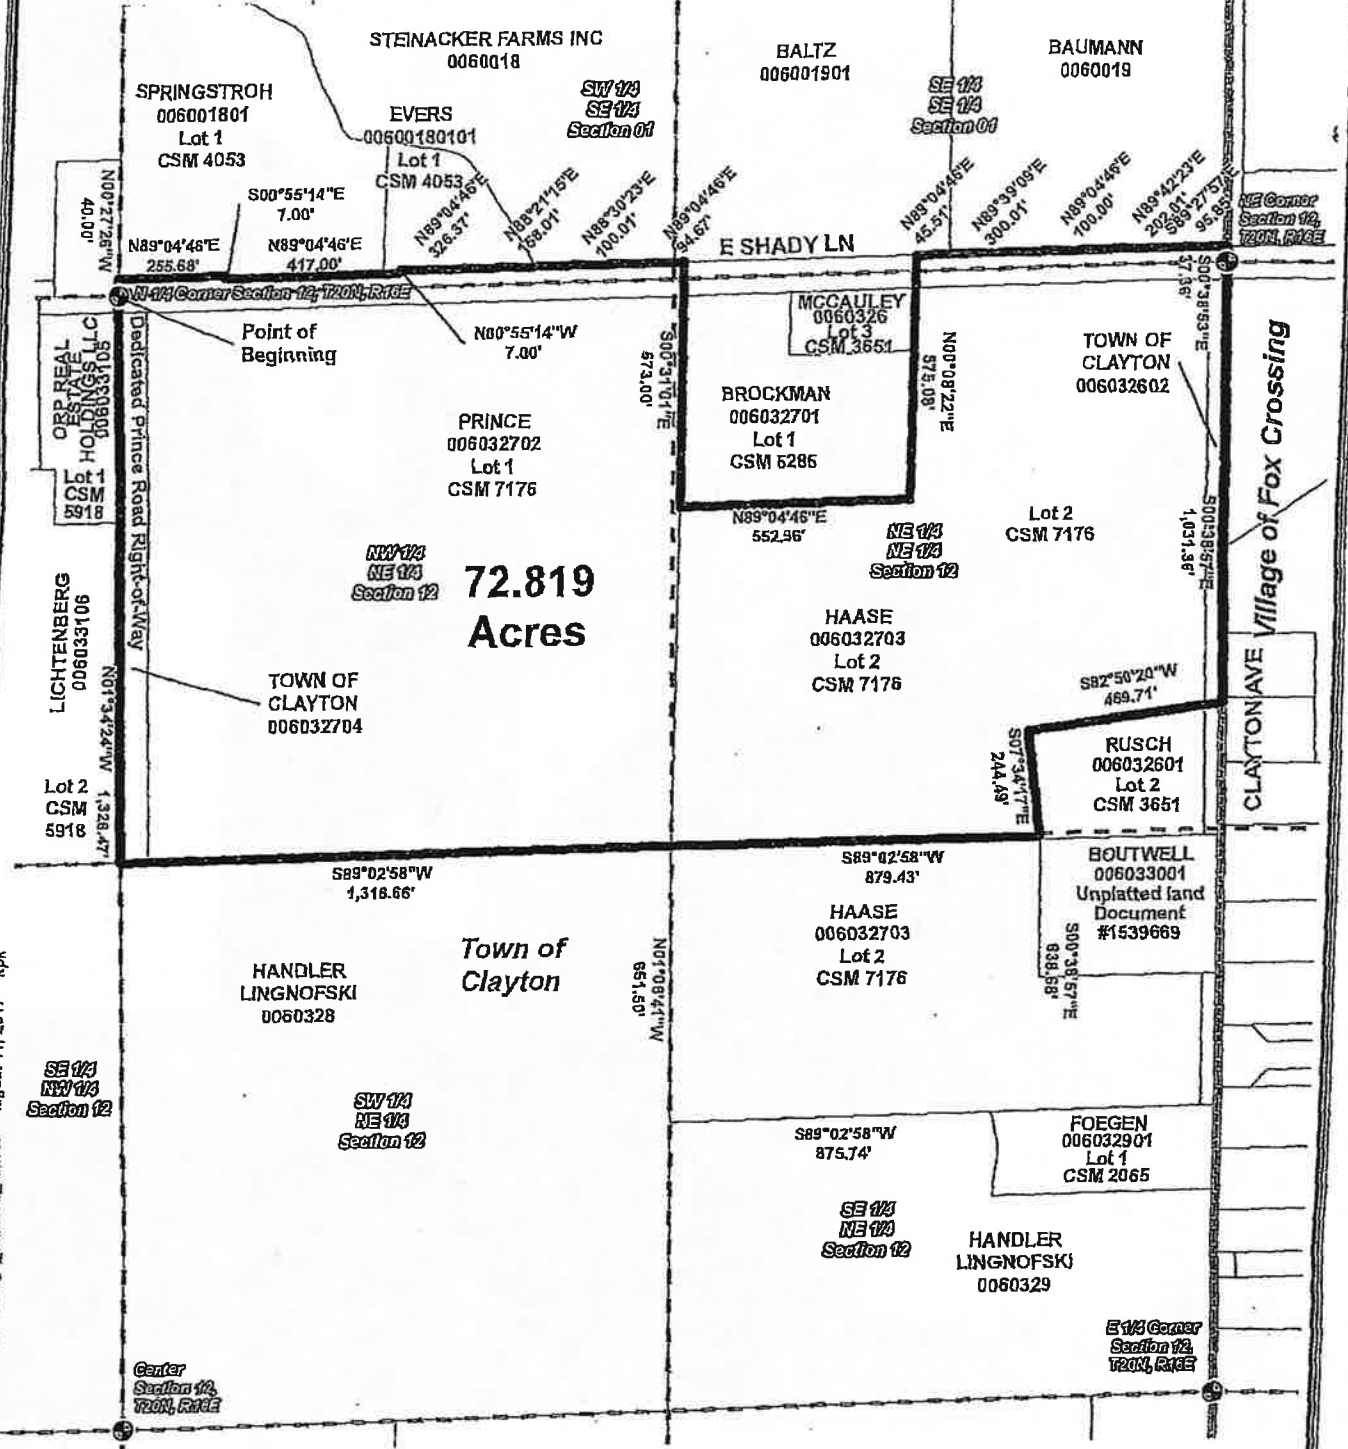 STEINACKER FARMS INC
0060018
BALTZ
006001901
BAUMANN
0060019
SPRINGSTROH
006001801
Lot 1
CSM 4053
EVERS
00600180101
Lot 1
CSM 4053
SW 1/4
SE 1/4
Section 01
SE 1/4
SE 1/4
Section 01
N00°27'26"W
40.00'
S00°55'14"E
7.00'
N89°04'46"E
255.68'
N89°04'46"E
417.00'
N89°04'46"E
326.37'
N88°21'15"E
158.01'
N88°30'23"E
100.01'
N89°04'46"E
94.67'
E SHADY LN
N89°04'46"E
45.51'
N89°39'09"E
300.01'
N89°04'46"E
100.00'
N89°42'23"E
202.01'
S89°27'57"E
95.85'
NE Corner
Section 12,
T20N, R16E
N 1/4 Corner Section 12, T20N, R16E
Point of
Beginning
N00°55'14"W
7.00'
S00°31'01"E
573.00'
MCCAULEY
0060326
Lot 3
CSM 3651
N00°08'22"E
575.08'
S00°38'53"E
37.36'
TOWN OF
CLAYTON
006032602
ORP REAL
ESTATE
HOLDINGS LLC
006033105
Lot 1
CSM
5918
Dedicated Prince Road Right-of-Way
PRINCE
006032702
Lot 1
CSM 7176
BROCKMAN
006032701
Lot 1
CSM 6286
N89°04'46"E
552.96'
NE 1/4
NE 1/4
Section 12
Lot 2
CSM 7176
S00°38'57"E
1,031.36'
CLAYTON AVE
Village of Fox Crossing
NW 1/4
NE 1/4
Section 12
72.819
Acres
LICHTENBERG
006033106
N01°34'24"W 1,326.47'
TOWN OF
CLAYTON
006032704
HAASE
006032703
Lot 2
CSM 7176
S82°50'20"W
469.71'
S07°34'17"E
244.49'
RUSCH
006032601
Lot 2
CSM 3651
Lot 2
CSM
5918
S89°02'58"W
1,316.66'
S89°02'58"W
879.43'
BOUTWELL
006033001
Unplatted land
Document
#1539669
HAASE
006032703
Lot 2
CSM 7176
Town of
Clayton
HANDLER
LINGNOFSKI
0060328
N01°06'41"W
651.50'
S00°38'57"E
638.68'
SE 1/4
NW 1/4
Section 12
SW 1/4
NE 1/4
Section 12
S89°02'58"W
875.74'
FOEGEN
006032901
Lot 1
CSM 2065
SE 1/4
NE 1/4
Section 12
HANDLER
LINGNOFSKI
0060329
E 1/4 Corner
Section 12,
T20N, R16E
Center
Section 12,
T20N, R16E